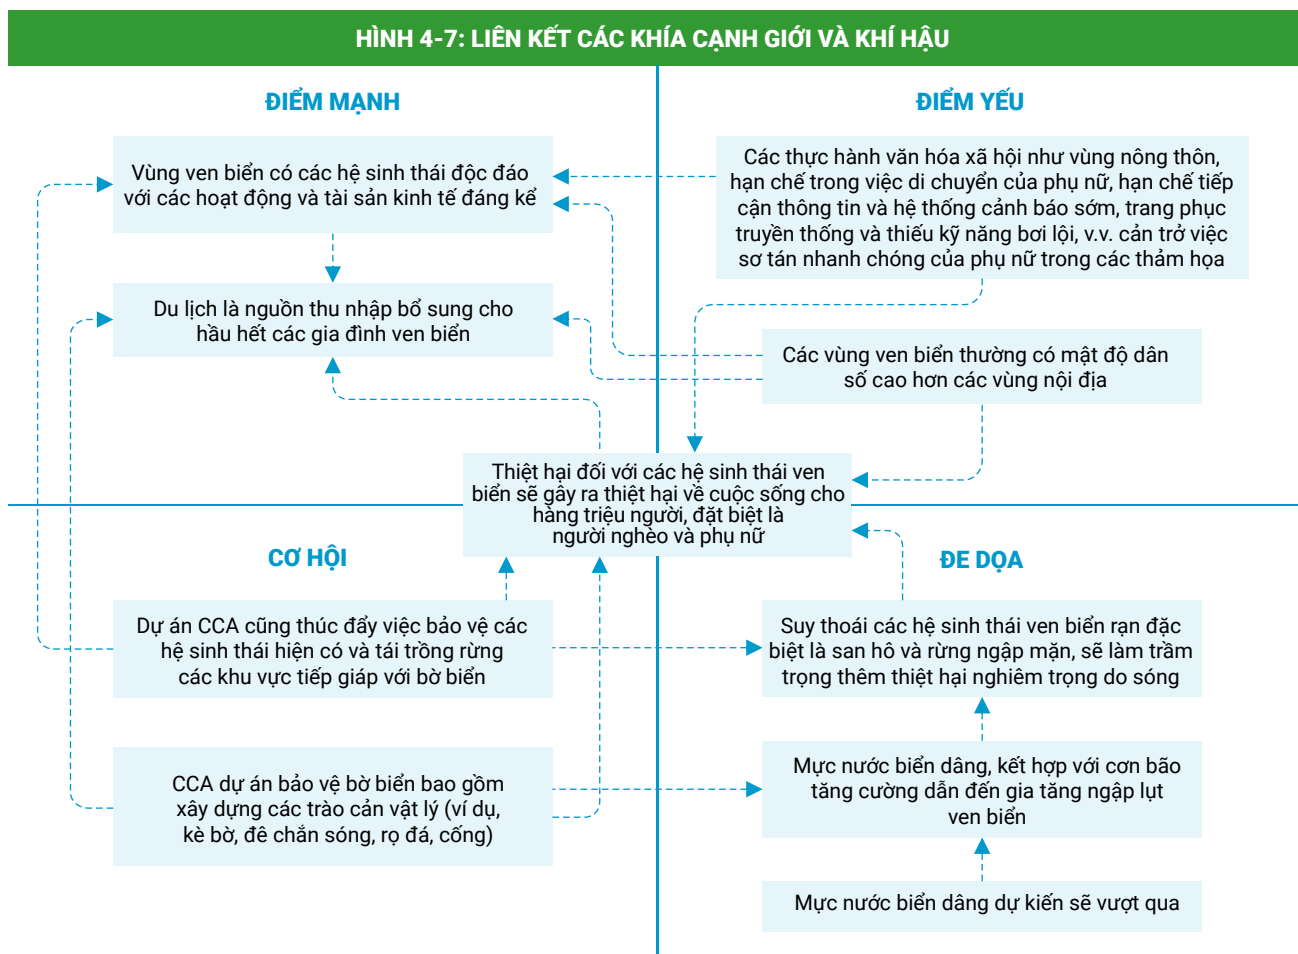 HÌNH 4-7: LIÊN KẾT CÁC KHÍA CẠNH GIỚI VÀ KHÍ HẬU
ĐIỂM MẠNH
Vùng ven biển có các hệ sinh thái độc đáo
với các hoạt động và tài sản kinh tế đáng kể
Du lịch là nguồn thu nhập bổ sung cho
hầu hết các gia đình ven biển
ĐIỂM YẾU
Các thực hành văn hóa xã hội như vùng nông thôn,
hạn chế trong việc di chuyển của phụ nữ, hạn chế tiếp
cận thông tin và hệ thống cảnh báo sớm, trang phục
truyền thống và thiếu kỹ năng bơi lội, v.v. cản trở việc
sơ tán nhanh chóng của phụ nữ trong các thảm họa
Các vùng ven biển thường có mật độ dân
số cao hơn các vùng nội địa
Thiệt hại đối với các hệ sinh thái ven
biển sẽ gây ra thiệt hại về cuộc sống cho
hàng triệu người, đặt biệt là
người nghèo và phụ nữ
CƠ HỘI
Dự án CCA cũng thúc đẩy việc bảo vệ các
hệ sinh thái hiện có và tái trồng rừng
các khu vực tiếp giáp với bờ biển
CCA dự án bảo vệ bờ biển bao gồm
xây dựng các trào cản vật lý (ví dụ,
kè bờ, đê chắn sóng, rọ đá, cống)
ĐE DỌA
Suy thoái các hệ sinh thái ven biển rạn đặc
biệt là san hô và rừng ngập mặn, sẽ làm trầm
trọng thêm thiệt hại nghiêm trọng do sóng
Mực nước biển dâng, kết hợp với cơn bão
tăng cường dẫn đến gia tăng ngập lụt
ven biển
Mực nước biển dâng dự kiến sẽ vượt qua